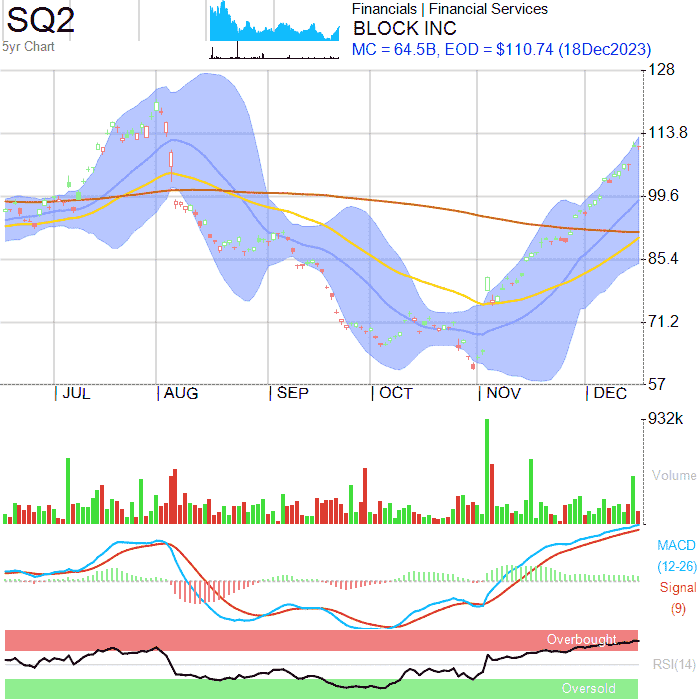 SQ2
5yr Chart
Financials | Financial Services
BLOCK INC
MC = 64.5B, EOD = $110.74 (18Dec2023)
128
113.8
99.6
85.4
71.2
57
JUL
AUG
SEP
OCT
NOV
DEC
932k
Volume
MACD
(12-26)
Signal
(9)
Overbought
RSI(14)
Oversold